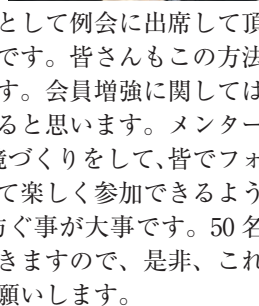 として例会に出席して頂
です。皆さんもこの方法
す。会員増強に関しては
ると思います。メンター
境づくりをして、皆でフォ
て楽しく参加できるよう
防ぐ事が大事です。50 名
きますので、是非、これ
願いします。